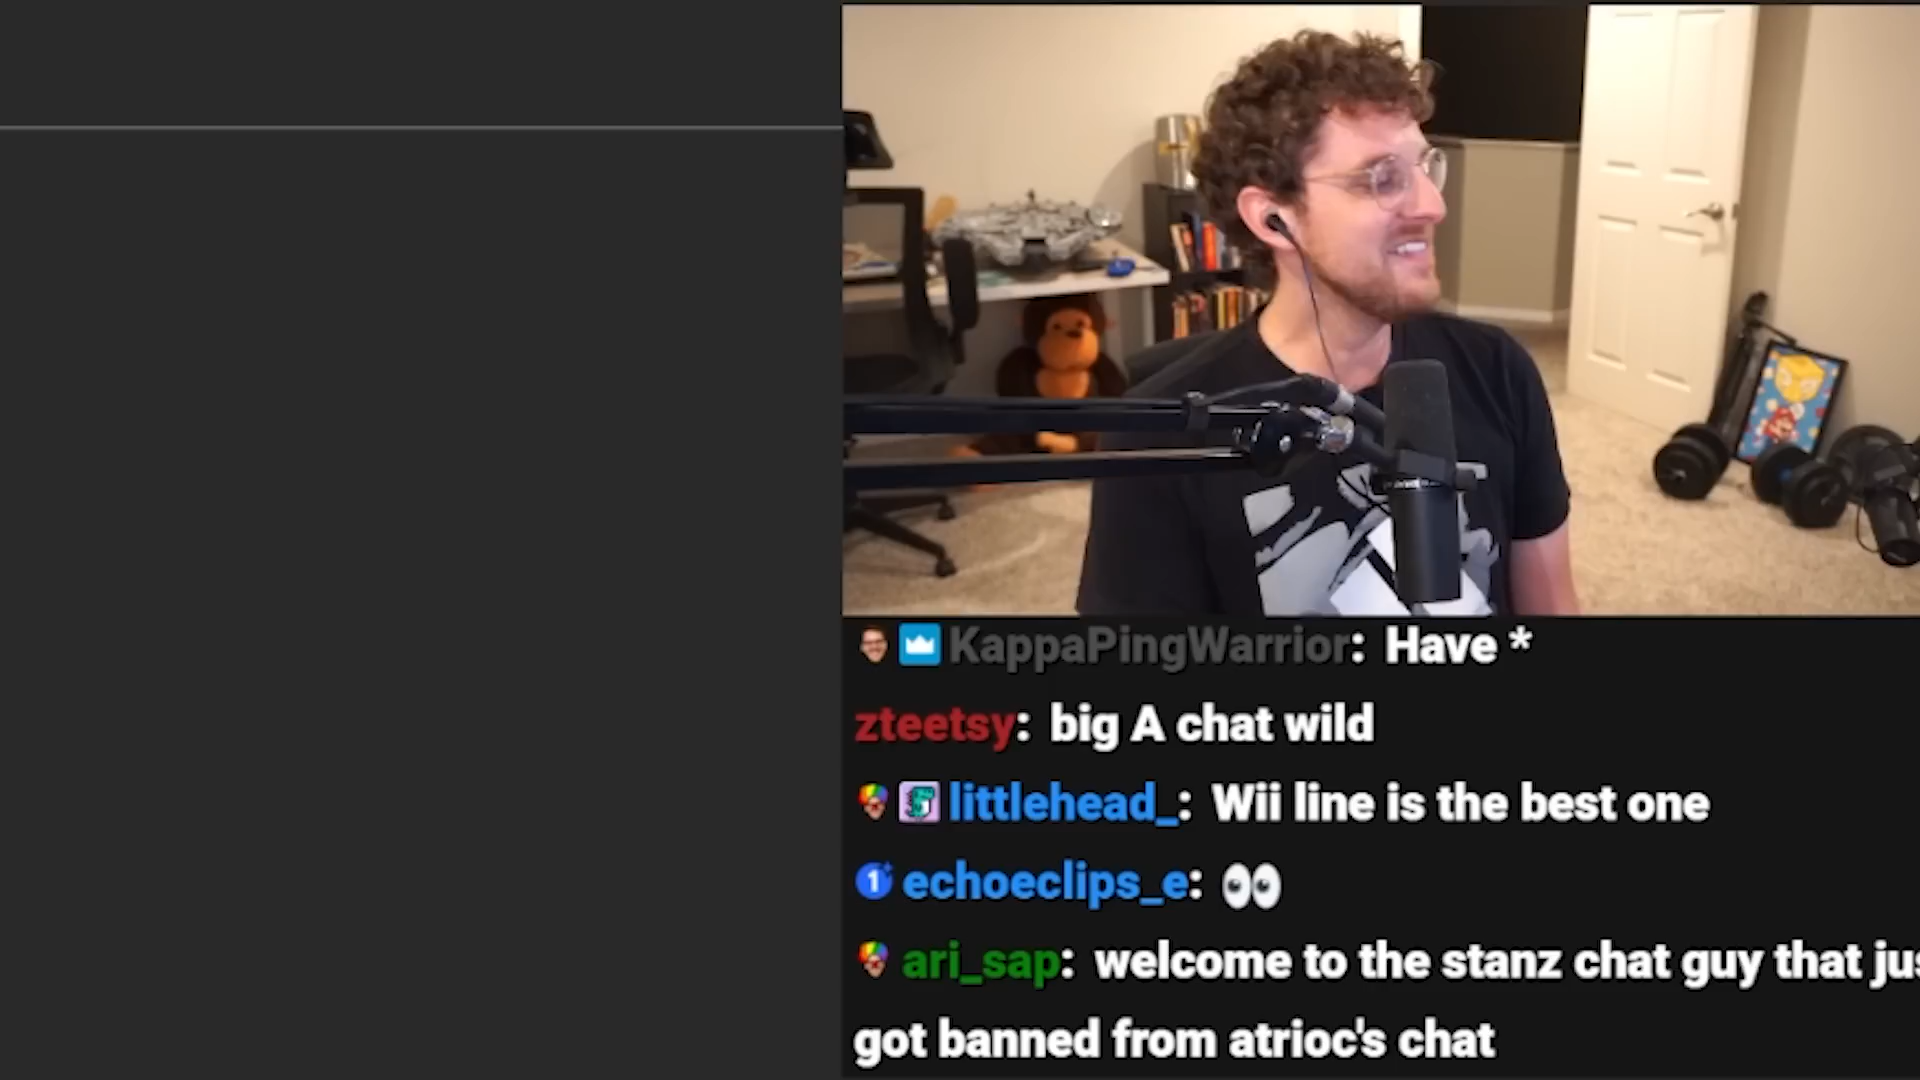 KappaPingWarrior: Have *
zteetsy: big A chat wild
littlehead_: Wii line is the best one
1 echoeclips_e: 👀
ari_sap: welcome to the stanz chat guy that jus
got banned from atrioc's chat